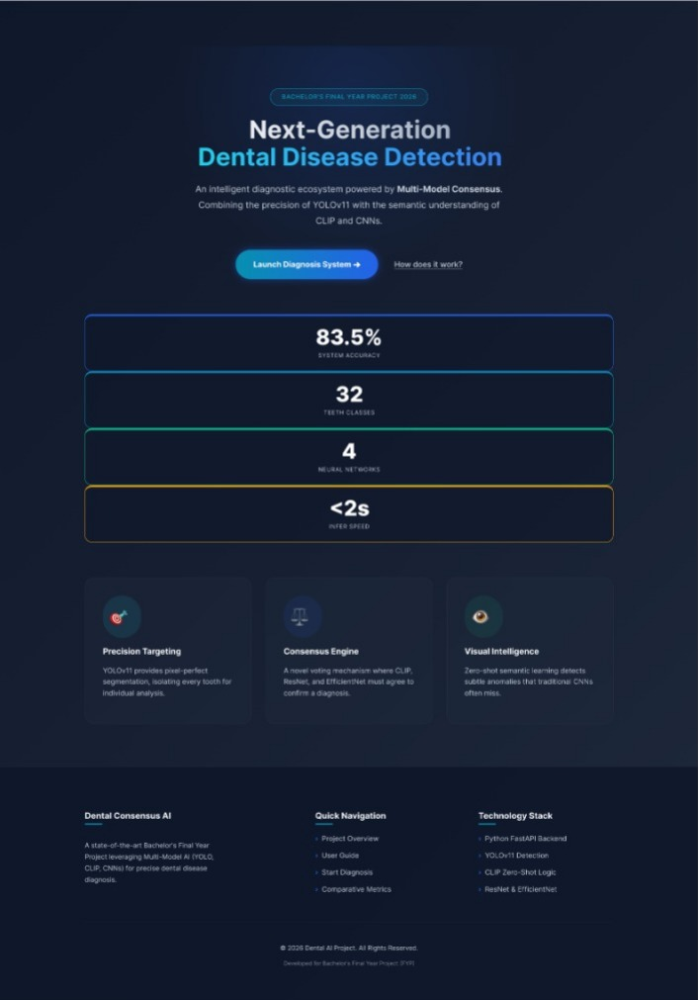 BACHELOR'S FINAL YEAR PROJECT 2026
Next-Generation
Dental Disease Detection
An intelligent diagnostic ecosystem powered by Multi-Model Consensus.
Combining the precision of YOLOv11 with the semantic understanding of
CLIP and CNNs.
Launch Diagnosis System ➔
How does it work?
83.5%
SYSTEM ACCURACY
32
TEETH CLASSES
4
NEURAL NETWORKS
<2s
INFER SPEED
Precision Targeting
YOLOv11 provides pixel-perfect
segmentation, isolating every tooth for
individual analysis.
Consensus Engine
A novel voting mechanism where CLIP,
ResNet, and EfficientNet must agree to
confirm a diagnosis.
Visual Intelligence
Zero-shot semantic learning detects
subtle anomalies that traditional CNNs
often miss.
Dental Consensus AI
A state-of-the-art Bachelor's Final Year
Project leveraging Multi-Model AI (YOLO,
CLIP, CNNs) for precise dental disease
diagnosis.
Quick Navigation
› Project Overview
› User Guide
› Start Diagnosis
› Comparative Metrics
Technology Stack
› Python FastAPI Backend
› YOLOv11 Detection
› CLIP Zero-Shot Logic
› ResNet & EfficientNet
© 2026 Dental AI Project. All Rights Reserved.
Developed for Bachelor's Final Year Project (FYP)